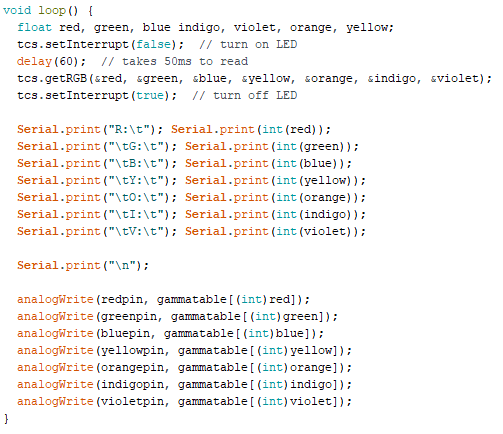 void loop() {
  float red, green, blue indigo, violet, orange, yellow;
  tcs.setInterrupt(false);  // turn on LED
  delay(60);  // takes 50ms to read
  tcs.getRGB(&red, &green, &blue, &yellow, &orange, &indigo, &violet);
  tcs.setInterrupt(true);  // turn off LED
  Serial.print("R:\t"); Serial.print(int(red));
  Serial.print("\tG:\t"); Serial.print(int(green));
  Serial.print("\tB:\t"); Serial.print(int(blue));
  Serial.print("\tY:\t"); Serial.print(int(yellow));
  Serial.print("\tO:\t"); Serial.print(int(orange));
  Serial.print("\tI:\t"); Serial.print(int(indigo));
  Serial.print("\tV:\t"); Serial.print(int(violet));
  Serial.print("\n");
  analogWrite(redpin, gammatable[(int)red]);
  analogWrite(greenpin, gammatable[(int)green]);
  analogWrite(bluepin, gammatable[(int)blue]);
  analogWrite(yellowpin, gammatable[(int)yellow]);
  analogWrite(orangepin, gammatable[(int)orange]);
  analogWrite(indigopin, gammatable[(int)indigo]);
  analogWrite(violetpin, gammatable[(int)violet]);
}